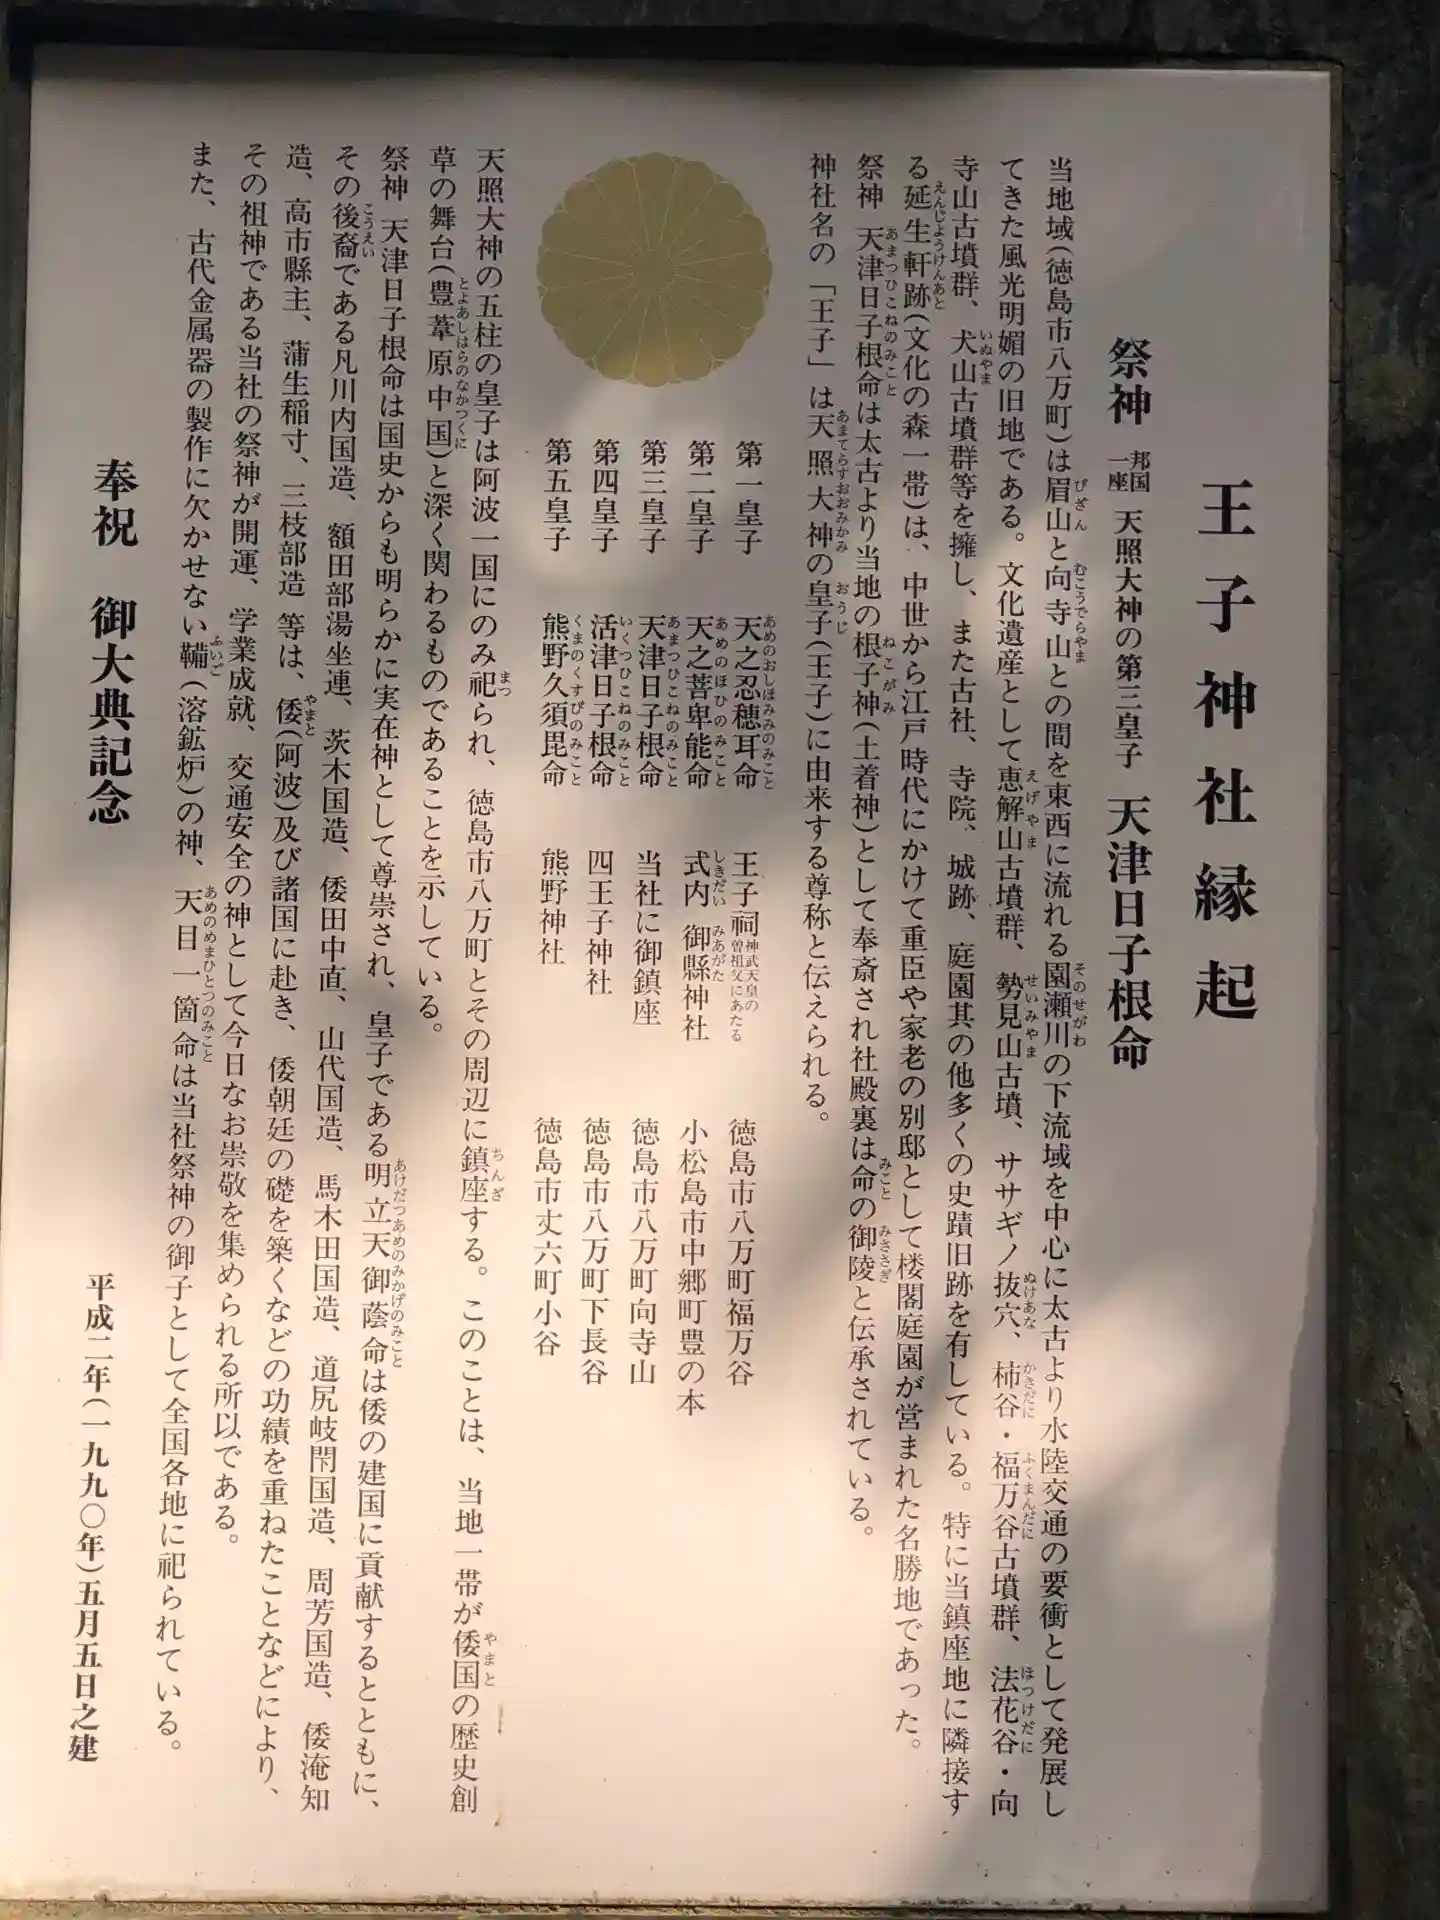 王子神社縁起
祭神 邦国一座 天照大神の第三皇子 天津日子根命
当地域(徳島市八万町)は眉山と向寺山との間を東西に流れる園瀬川の下流域を中心に太古より水陸交通の要衝として発展し
てきた風光明媚の旧地である。文化遺産として恵解山古墳群、勢見山古墳、ササギノ抜穴、柿谷・福万谷古墳群、法花谷・向
寺山古墳群、犬山古墳群等を擁し、また古社、寺院、城跡、庭園其の他多くの史蹟旧跡を有している。特に当鎮座地に隣接す
る延生軒跡(文化の森一帯)は、中世から江戸時代にかけて重臣や家老の別邸として楼閣庭園が営まれた名勝地であった。
祭神 天津日子根命は太古より当地の根子神(土着神)として奉斎され社殿裏は命の御陵と伝承されている。
神社名の「王子」は天照大神の皇子(王子)に由来する尊称と伝えられる。
第一皇子 天之忍穂耳命 王子祠 神武天皇の曽祖父にあたる 徳島市八万町福万谷
第二皇子 天之菩卑能命 式内 御縣神社 小松島市中郷町豊の本
第三皇子 天津日子根命 当社に御鎮座 徳島市八万町向寺山
第四皇子 活津日子根命 四王子神社 徳島市八万町下長谷
第五皇子 熊野久須毘命 熊野神社 徳島市丈六町小谷
天照大神の五柱の皇子は阿波一国にのみ祀られ、徳島市八万町とその周辺に鎮座する。このことは、当地一帯が倭国の歴史創
草の舞台(豊葦原中国)と深く関わるものであることを示している。
祭神 天津日子根命は国史からも明らかに実在神として尊崇され、皇子である明立天御蔭命は倭の建国に貢献するとともに、
その後裔である凡川内国造、額田部湯坐連、茨木国造、倭田中直、山代国造、馬木田国造、道尻岐閇国造、周芳国造、倭淹知
造、高市縣主、蒲生稲寸、三枝部造 等は、倭(阿波)及び諸国に赴き、倭朝廷の礎を築くなどの功績を重ねたことなどにより、
その祖神である当社の祭神が開運、学業成就、交通安全の神として今日なお崇敬を集められる所以である。
また、古代金属器の製作に欠かせない鞴(溶鉱炉)の神、天目一箇命は当社祭神の御子として全国各地に祀られている。
奉祝 御大典記念
平成二年(一九九〇年)五月五日之建